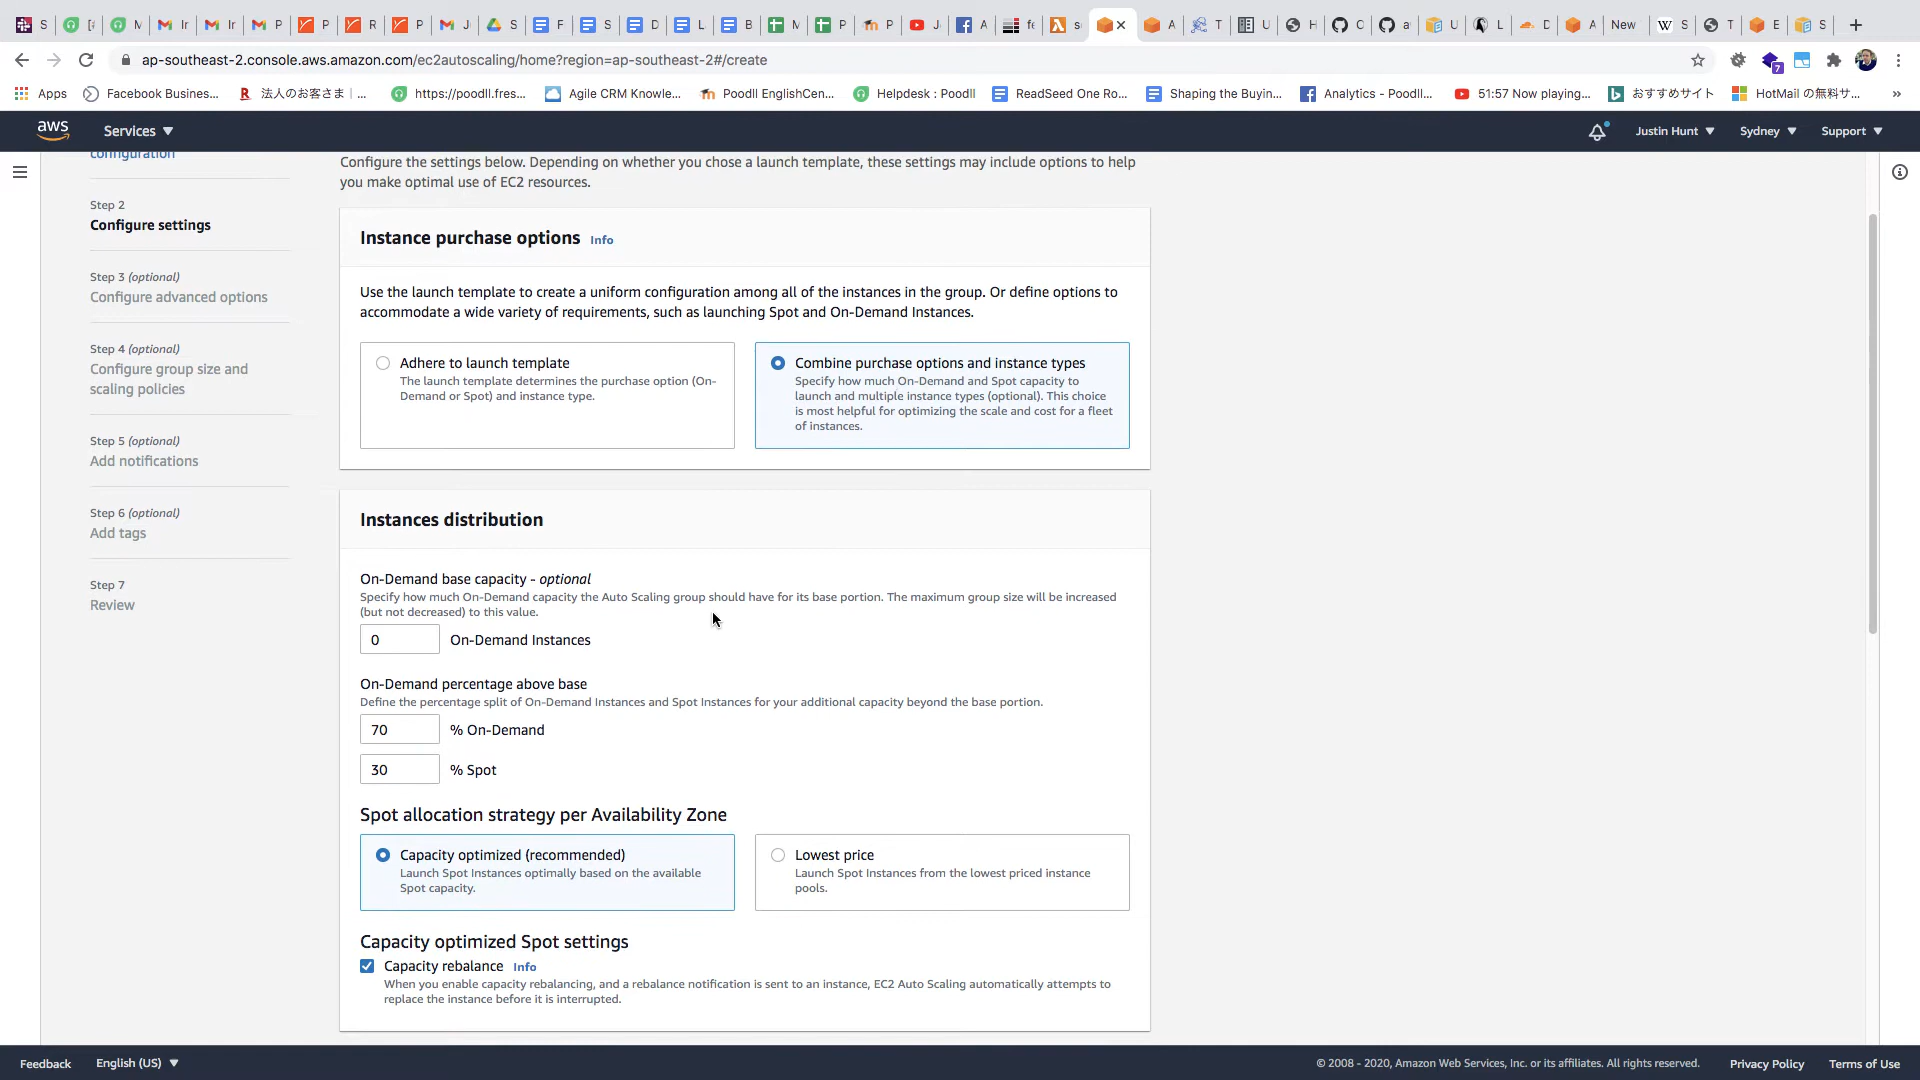 S
[
M
Ir
Ir
P
P
R
P
J
S
F
S
D
L
B
M
P
P
J
A
fe
s
A
T
U
H
C
a
U
L
D
A
New
S
T
E
S
ap-southeast-2.console.aws.amazon.com/ec2autoscaling/home?region=ap-southeast-2#/create
7
Apps
Facebook Business...
法人のお客さま | ...
https://poodll.fres...
Agile CRM Knowle...
Poodll EnglishCen...
Helpdesk : Poodll
ReadSeed One Ro...
Shaping the Buyin...
Analytics - Poodll...
51:57 Now playing...
おすすめサイト
HotMail の無料サ...
»
aws
Services
Justin Hunt
Sydney
Support
configuration
Step 2
Configure settings
Step 3 (optional)
Configure advanced options
Step 4 (optional)
Configure group size and
scaling policies
Step 5 (optional)
Add notifications
Step 6 (optional)
Add tags
Step 7
Review
Configure the settings below. Depending on whether you chose a launch template, these settings may include options to help
you make optimal use of EC2 resources.
Instance purchase options Info
Use the launch template to create a uniform configuration among all of the instances in the group. Or define options to
accommodate a wide variety of requirements, such as launching Spot and On-Demand Instances.
Adhere to launch template
The launch template determines the purchase option (On-
Demand or Spot) and instance type.
Combine purchase options and instance types
Specify how much On-Demand and Spot capacity to
launch and multiple instance types (optional). This choice
is most helpful for optimizing the scale and cost for a fleet
of instances.
Instances distribution
On-Demand base capacity - optional
Specify how much On-Demand capacity the Auto Scaling group should have for its base portion. The maximum group size will be increased
(but not decreased) to this value.
0 On-Demand Instances
On-Demand percentage above base
Define the percentage split of On-Demand Instances and Spot Instances for your additional capacity beyond the base portion.
70 % On-Demand
30 % Spot
Spot allocation strategy per Availability Zone
Capacity optimized (recommended)
Launch Spot Instances optimally based on the available
Spot capacity.
Lowest price
Launch Spot Instances from the lowest priced instance
pools.
Capacity optimized Spot settings
Capacity rebalance Info
When you enable capacity rebalancing, and a rebalance notification is sent to an instance, EC2 Auto Scaling automatically attempts to
replace the instance before it is interrupted.
Feedback
English (US)
© 2008 - 2020, Amazon Web Services, Inc. or its affiliates. All rights reserved.
Privacy Policy
Terms of Use